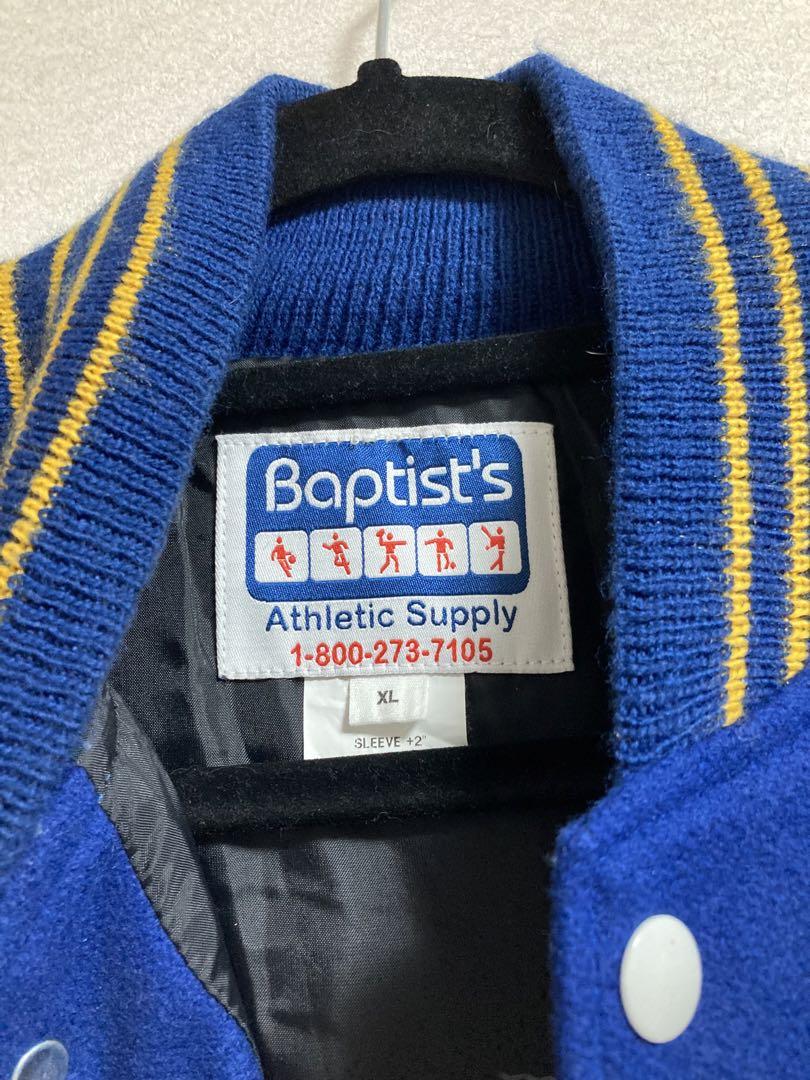 Baptist's
Athletic Supply
1-800-273-7105
XL
SLEEVE +2"